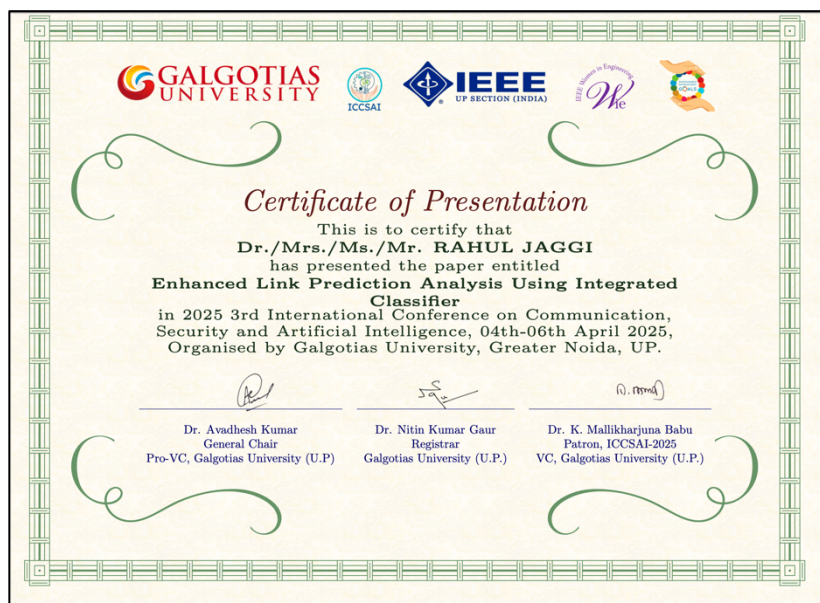 GALGOTIAS
UNIVERSITY
ICCSAI
IEEE
UP SECTION (INDIA)
IEEE Women in Engineering
Wie
GOALS
Certificate of Presentation
This is to certify that
Dr./Mrs./Ms./Mr. RAHUL JAGGI
has presented the paper entitled
Enhanced Link Prediction Analysis Using Integrated
Classifier
in 2025 3rd International Conference on Communication,
Security and Artificial Intelligence, 04th-06th April 2025,
Organised by Galgotias University, Greater Noida, UP.
Dr. Avadhesh Kumar
General Chair
Pro-VC, Galgotias University (U.P)
Dr. Nitin Kumar Gaur
Registrar
Galgotias University (U.P.)
Dr. K. Mallikharjuna Babu
Patron, ICCSAI-2025
VC, Galgotias University (U.P.)